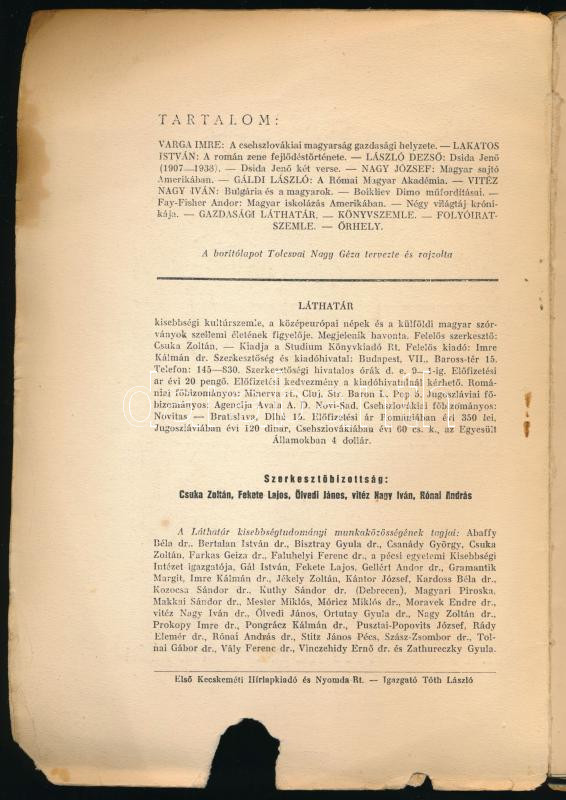 TARTALOM:
VARGA IMRE: A csehszlovákiai magyarság gazdasági helyzete. — LAKATOS
ISTVÁN: A román zene fejlődéstörténete. — LÁSZLÓ DEZSŐ: Dsida Jenő
(1907—1938). — Dsida Jenő két verse. — NAGY JÓZSEF: Magyar sajtó
Amerikában. — GÁLDI LÁSZLÓ: A Római Magyar Akadémia. — VITÉZ
NAGY IVÁN: Bulgária és a magyarok. — Boikliev Dimo műfordításai. —
Fay-Fisher Andor: Magyar iskolázás Amerikában. — Négy világtáj króni-
kája. — GAZDASÁGI LÁTHATÁR. — KÖNYVSZEMLE. — FOLYÓIRAT-
SZEMLE. — ŐRHELY.
A borítólapot Tolcsvai Nagy Géza tervezte és rajzolta
LÁTHATÁR
kisebbségi kultúrszemle, a középeurópai népek és a külföldi magyar szór-
ványok szellemi életének figyelője. Megjelenik havonta. Felelős szerkesztő:
Csuka Zoltán. — Kiadja a Studium Könyvkiadó Rt. Felelős kiadó: Imre
Kálmán dr. Szerkesztőség és kiadóhivatal: Budapest, VII., Baross-tér 15.
Telefon: 145—830. Szerkesztőségi hivatalos órák d. e. 9—1-ig. Előfizetési
ár évi 20 pengő. Előfizetési kedvezmény a kiadóhivatalnál kérhető. Romá-
niai főbizományos: Minerva rt., Cluj, Str. Baron L. Pop 5. Jugoszláviai fő-
bizományos: Agencija Avala A. D. Novi-Sad. Csehszlovákiai főbizományos:
Novitas — Bratislava, Dlhé 15. Előfizetési ár Romániában évi 350 lei,
Jugoszláviában évi 120 dinar, Csehszlovákiában évi 60 cs. k., az Egyesült
Államokban 4 dollár.
Szerkesztőbizottság:
Csuka Zoltán, Fekete Lajos, Ölvedi János, vitéz Nagy Iván, Rónai András
A Láthatár kisebbségtudományi munkaközösségének tagjai: Abaffy
Béla dr., Bertalan István dr., Bisztray Gyula dr., Csanády György, Csuka
Zoltán, Farkas Geiza dr., Faluhelyi Ferenc dr., a pécsi egyetemi Kisebbségi
Intézet igazgatója, Gál István, Fekete Lajos, Gellért Andor dr., Gramantik
Margit, Imre Kálmán dr., Jékely Zoltán, Kántor József, Kardoss Béla dr.,
Kozocsa Sándor dr., Kuthy Sándor dr. (Debrecen), Magyari Piroska,
Makkai Sándor dr., Mester Miklós, Móricz Miklós dr., Moravek Endre dr.,
vitéz Nagy Iván dr., Ölvedi János, Ortutay Gyula dr., Nagy Zoltán dr.,
Prokopy Imre dr., Pongrácz Kálmán dr., Pusztai-Popovits József, Rády
Elemér dr., Rónai András dr., Stitz János Pécs, Szász-Zsombor dr., Tol-
nai Gábor dr., Vály Ferenc dr., Vinczehidy Ernő dr. és Zathureczky Gyula.
Első Kecskeméti Hírlapkiadó és Nyomda-Rt. — Igazgató Tóth László